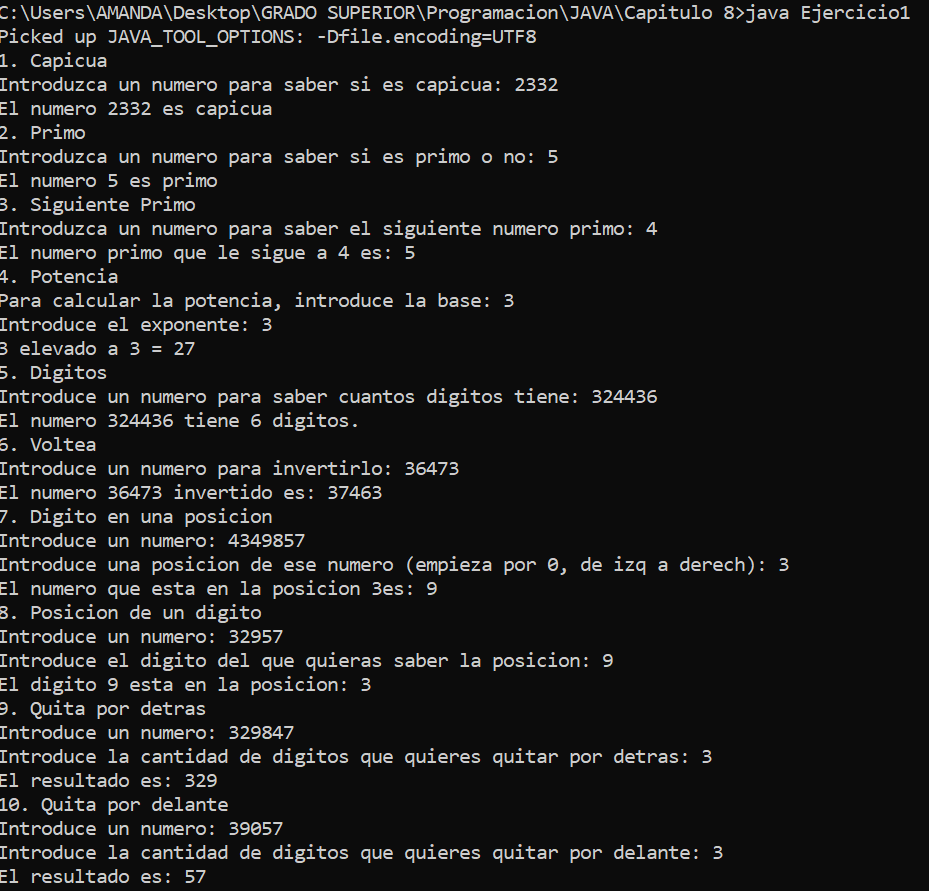 C:\Users\AMANDA\Desktop\GRADO SUPERIOR\Programacion\JAVA\Capitulo 8>java Ejercicio1
Picked up JAVA_TOOL_OPTIONS: -Dfile.encoding=UTF8
1. Capicua
Introduzca un numero para saber si es capicua: 2332
El numero 2332 es capicua
2. Primo
Introduzca un numero para saber si es primo o no: 5
El numero 5 es primo
3. Siguiente Primo
Introduzca un numero para saber el siguiente numero primo: 4
El numero primo que le sigue a 4 es: 5
4. Potencia
Para calcular la potencia, introduce la base: 3
Introduce el exponente: 3
3 elevado a 3 = 27
5. Digitos
Introduce un numero para saber cuantos digitos tiene: 324436
El numero 324436 tiene 6 digitos.
6. Voltea
Introduce un numero para invertirlo: 36473
El numero 36473 invertido es: 37463
7. Digito en una posicion
Introduce un numero: 4349857
Introduce una posicion de ese numero (empieza por 0, de izq a derech): 3
El numero que esta en la posicion 3es: 9
8. Posicion de un digito
Introduce un numero: 32957
Introduce el digito del que quieras saber la posicion: 9
El digito 9 esta en la posicion: 3
9. Quita por detras
Introduce un numero: 329847
Introduce la cantidad de digitos que quieres quitar por detras: 3
El resultado es: 329
10. Quita por delante
Introduce un numero: 39057
Introduce la cantidad de digitos que quieres quitar por delante: 3
El resultado es: 57